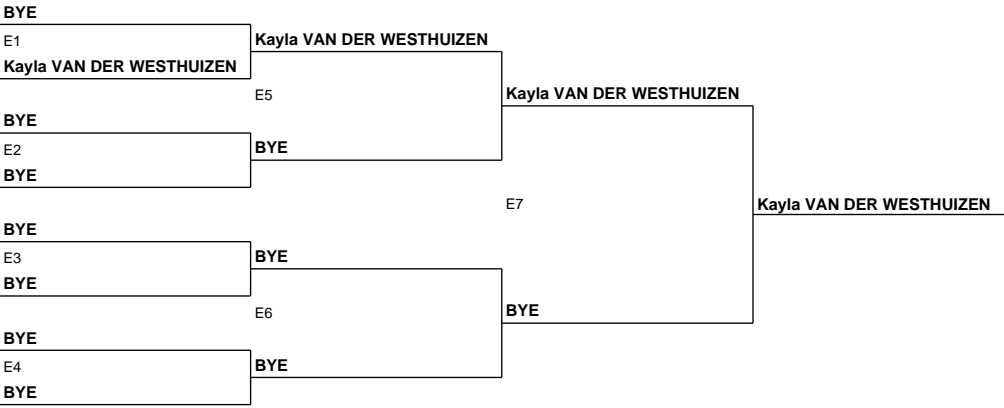 BYE
E1
Kayla VAN DER WESTHUIZEN
Kayla VAN DER WESTHUIZEN
E5
Kayla VAN DER WESTHUIZEN
BYE
E2
BYE
BYE
E7
Kayla VAN DER WESTHUIZEN
BYE
E3
BYE
BYE
E6
BYE
BYE
E4
BYE
BYE